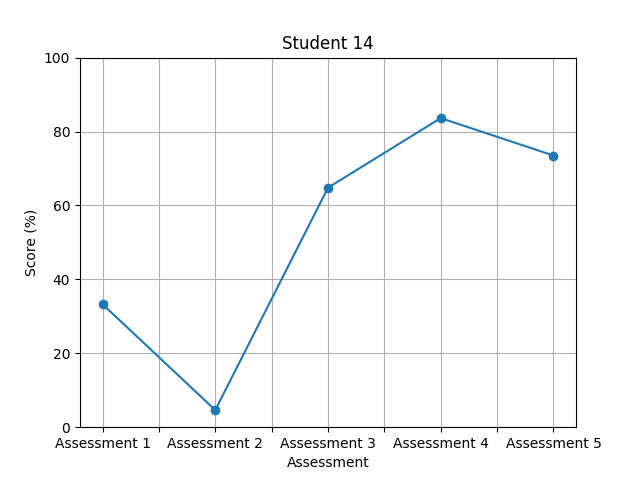 Student 14
100
80
60
40
20
0
Score (%)
Assessment 1 Assessment 2 Assessment 3 Assessment 4 Assessment 5
Assessment